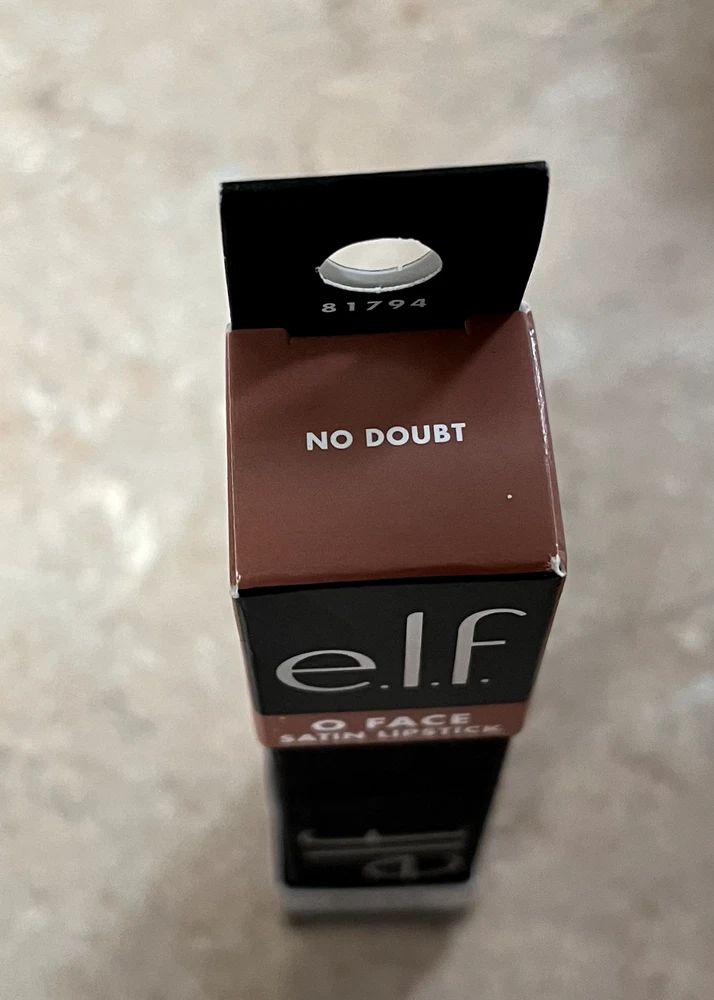 81794
NO DOUBT
e.l.f.
O FACE
SATIN LIPSTICK